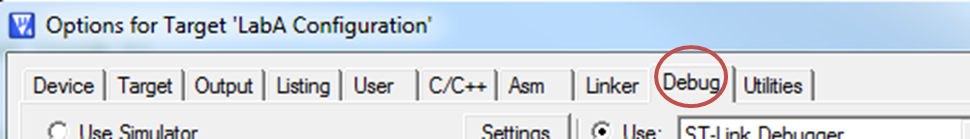 Options for Target 'LabA Configuration'
Device Target Output Listing User C/C++ Asm Linker Debug Utilities
Use Simulator Settings Use: ST-Link Debugger